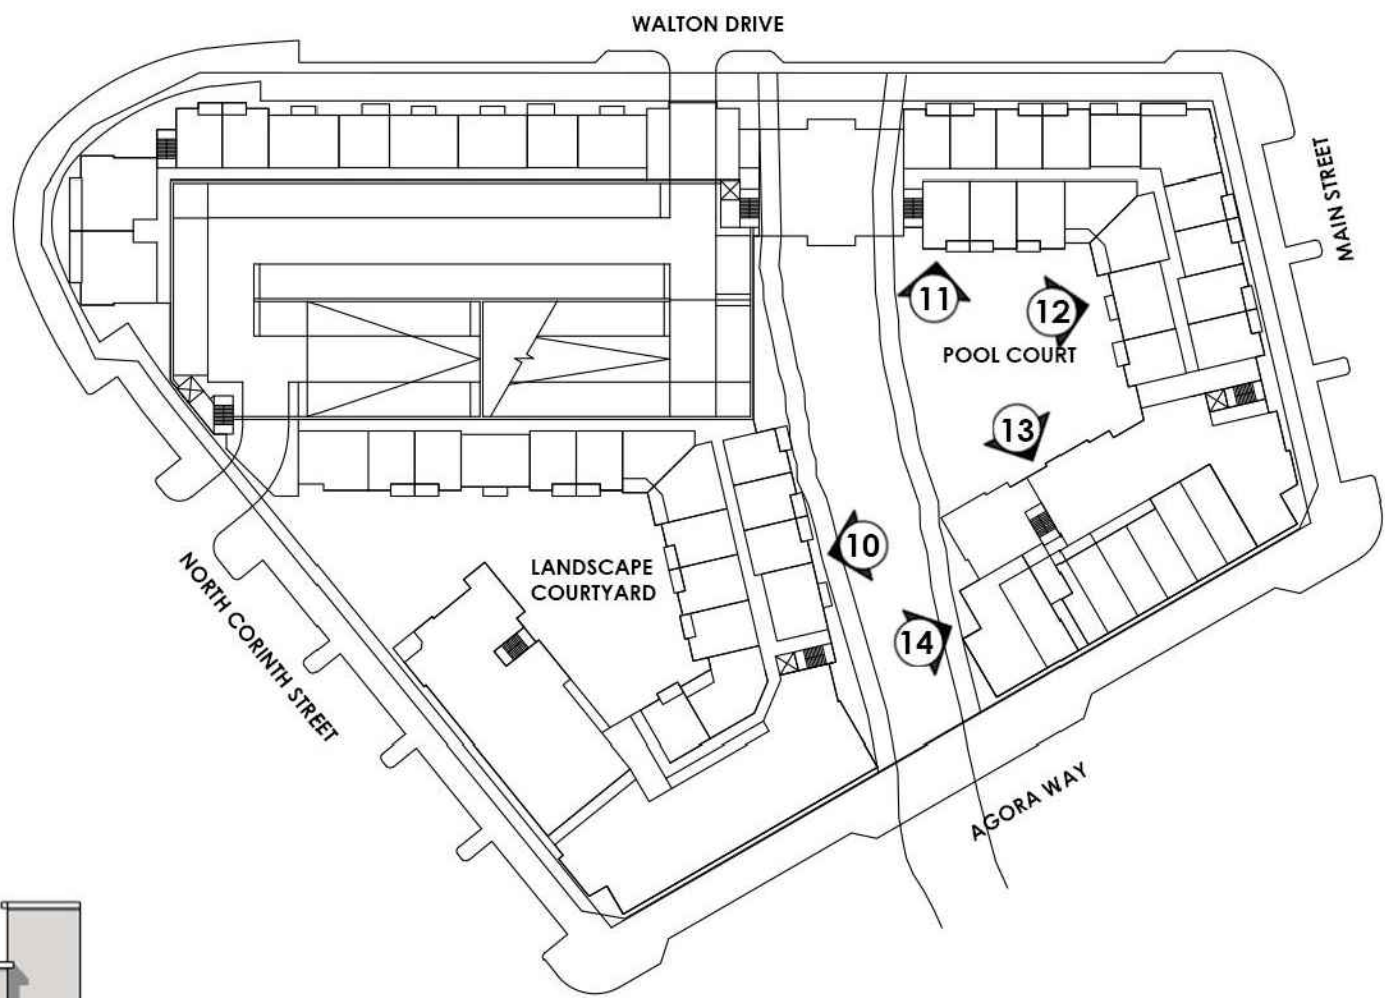 WALTON DRIVE
MAIN STREET
11
12
POOL COURT
13
10
LANDSCAPE
COURTYARD
14
NORTH CORINTH STREET
AGORA WAY